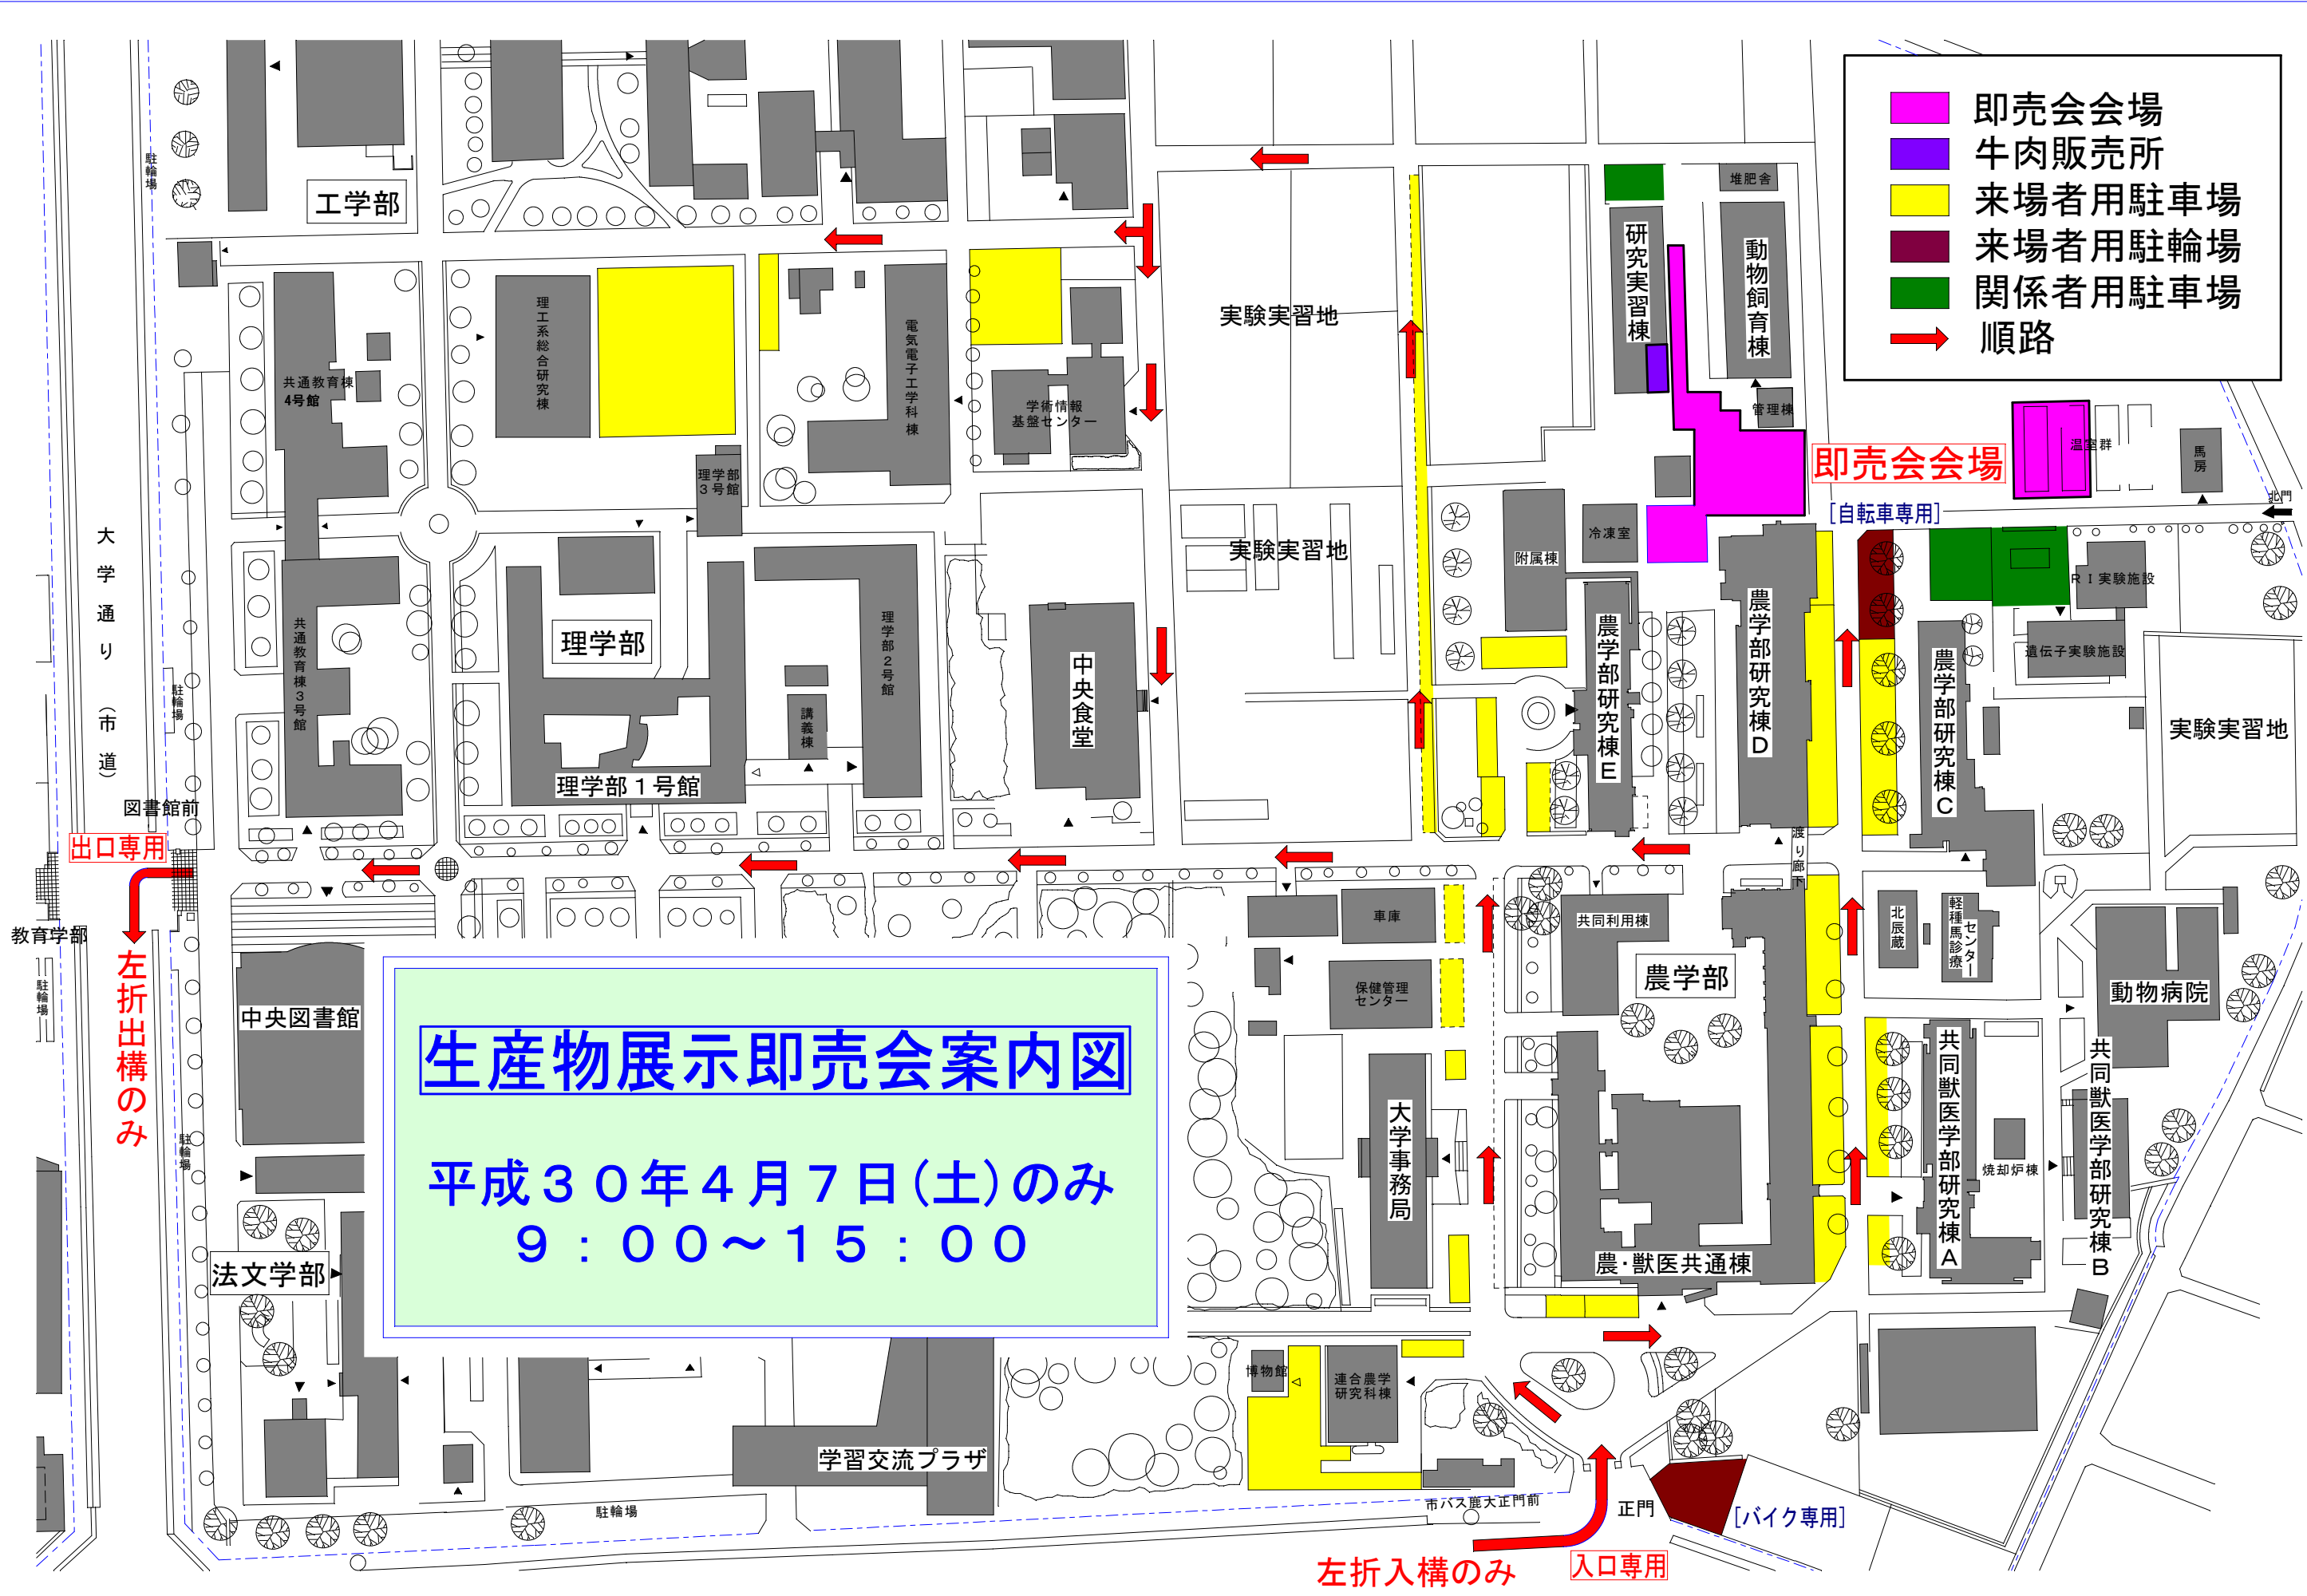 即売会会場
牛肉販売所
来場者用駐車場
来場者用駐輪場
関係者用駐車場
順路
駐輪場
工学部
堆肥舎
研究実習棟
動物飼育棟
管理棟
実験実習地
理工系総合研究棟
電気電子工学科棟
学術情報
基盤センター
共通教育棟
4号館
理学部
3号館
即売会会場
温室群
馬房
北門
[自転車専用]
大学通り（市道）
実験実習地
附属棟
冷凍室
RI実験施設
遺伝子実験施設
共通教育棟3号館
理学部
理学部2号館
講義棟
理学部1号館
中央食堂
農学部研究棟E
農学部研究棟D
農学部研究棟C
実験実習地
駐輪場
図書館前
出口専用
渡り廊下
教育学部
左折出構のみ
駐輪場
中央図書館
車庫
保健管理
センター
共同利用棟
農学部
北辰蔵
軽種馬診療
センター
動物病院
生産物展示即売会案内図
平成30年4月7日(土)のみ
9:00～15:00
大学事務局
共同獣医学部研究棟A
焼却炉棟
共同獣医学部研究棟B
駐輪場
法文学部
農・獣医共通棟
博物館
連合農学
研究科棟
学習交流プラザ
駐輪場
市バス鹿大正門前
正門
[バイク専用]
左折入構のみ
入口専用